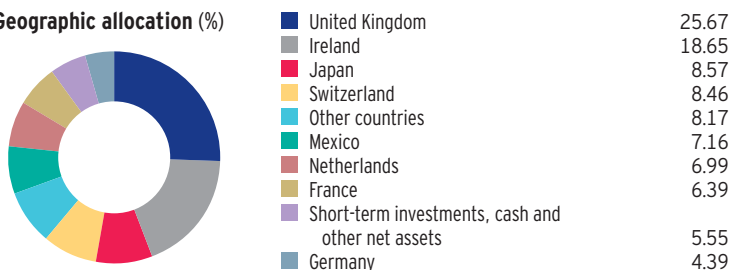 Geographic allocation (%)
United Kingdom 25.67
Ireland 18.65
Japan 8.57
Switzerland 8.46
Other countries 8.17
Mexico 7.16
Netherlands 6.99
France 6.39
Short-term investments, cash and
other net assets 5.55
Germany 4.39